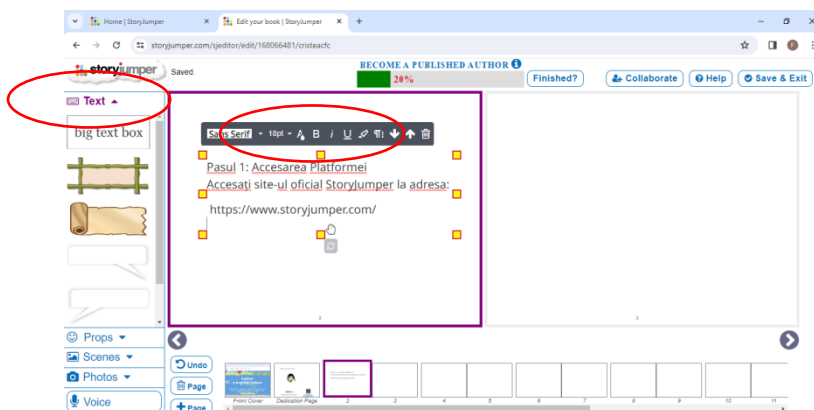 Home | StoryJumper
Edit your book | StoryJumper
storyjumper.com/sjeditor/edit/168066481/cristeacfc
storyjumper
Saved.
BECOME A PUBLISHED AUTHOR
20%
Finished?
Collaborate
Help
Save & Exit
Text
big text box
Sans Serif 18pt A B i U
Pasul 1: Accesarea Platformei
Accesați site-ul oficial StoryJumper la adresa:
https://www.storyjumper.com/
2
3
Props
Scenes
Photos
Voice
Undo
Page
Page
Front Cover
Dedication Page
2
3
4
5
6
7
8
9
10
11